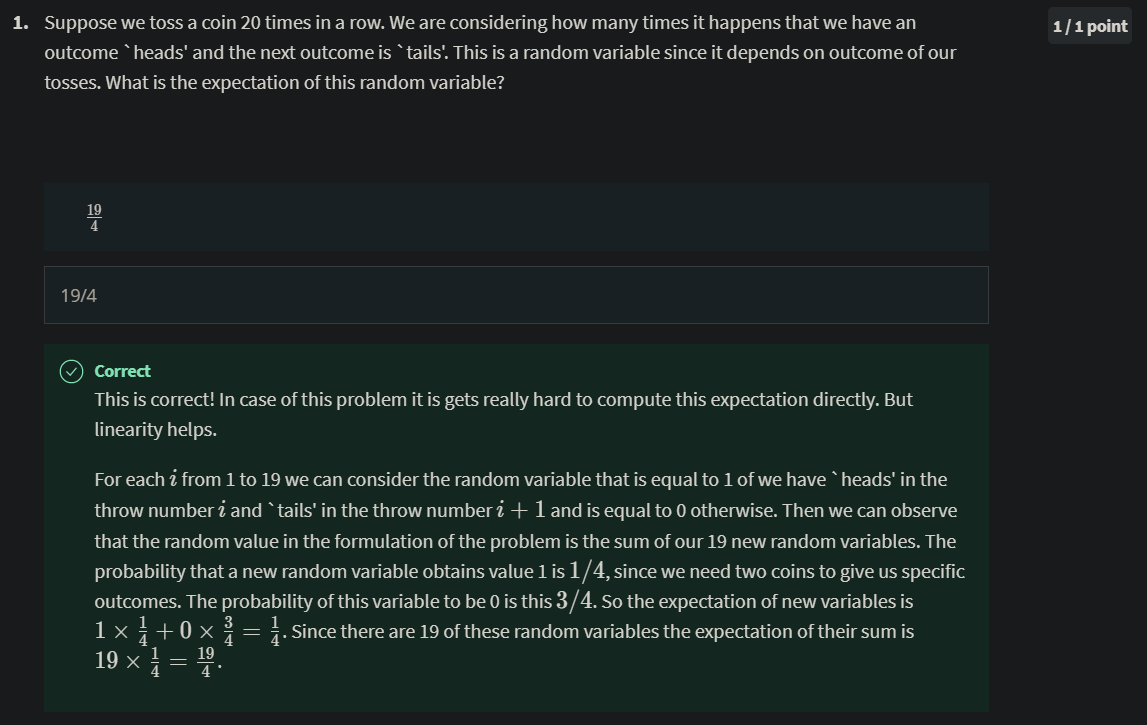 1. Suppose we toss a coin 20 times in a row. We are considering how many times it happens that we have an
1 / 1 point
outcome `heads' and the next outcome is `tails'. This is a random variable since it depends on outcome of our
tosses. What is the expectation of this random variable?
19/4
19/4
Correct
This is correct! In case of this problem it is gets really hard to compute this expectation directly. But
linearity helps.
For each i from 1 to 19 we can consider the random variable that is equal to 1 of we have `heads' in the
throw number i and `tails' in the throw number i + 1 and is equal to 0 otherwise. Then we can observe
that the random value in the formulation of the problem is the sum of our 19 new random variables. The
probability that a new random variable obtains value 1 is 1/4, since we need two coins to give us specific
outcomes. The probability of this variable to be 0 is this 3/4. So the expectation of new variables is
1 × 1/4 + 0 × 3/4 = 1/4. Since there are 19 of these random variables the expectation of their sum is
19 × 1/4 = 19/4.